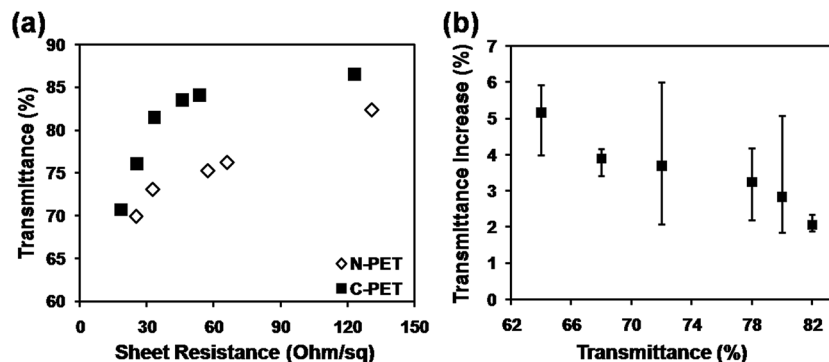 (a)
Transmittance (%)
90
85
80
75
70
65
60
0 30 60 90 120 150
Sheet Resistance (Ohm/sq)
N-PET
C-PET
(b)
Transmittance Increase (%)
7
6
5
4
3
2
1
0
62 66 70 74 78 82
Transmittance (%)